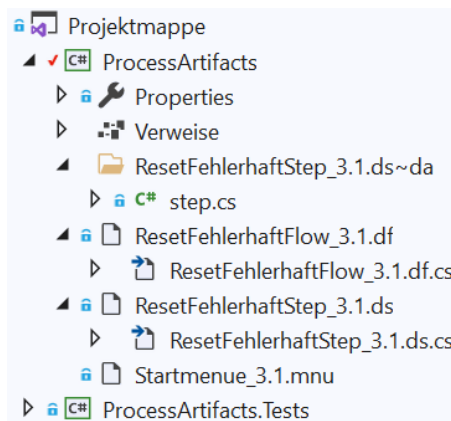 Projektmappe
C# ProcessArtifacts
Properties
Verweise
ResetFehlerhaftStep_3.1.ds~da
C# step.cs
ResetFehlerhaftFlow_3.1.df
ResetFehlerhaftFlow_3.1.df.cs
ResetFehlerhaftStep_3.1.ds
ResetFehlerhaftStep_3.1.ds.cs
Startmenue_3.1.mnu
C# ProcessArtifacts.Tests